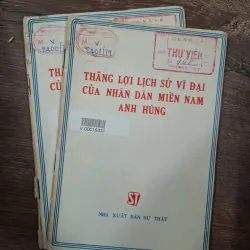 M V
THƯ VIỆN
THẮNG LỢI LỊCH SỬ VĨ ĐẠI
CỦA NHÂN DÂN MIỀN NAM
ANH HÙNG
ST
NHÀ XUẤT BẢN SỰ THẬT